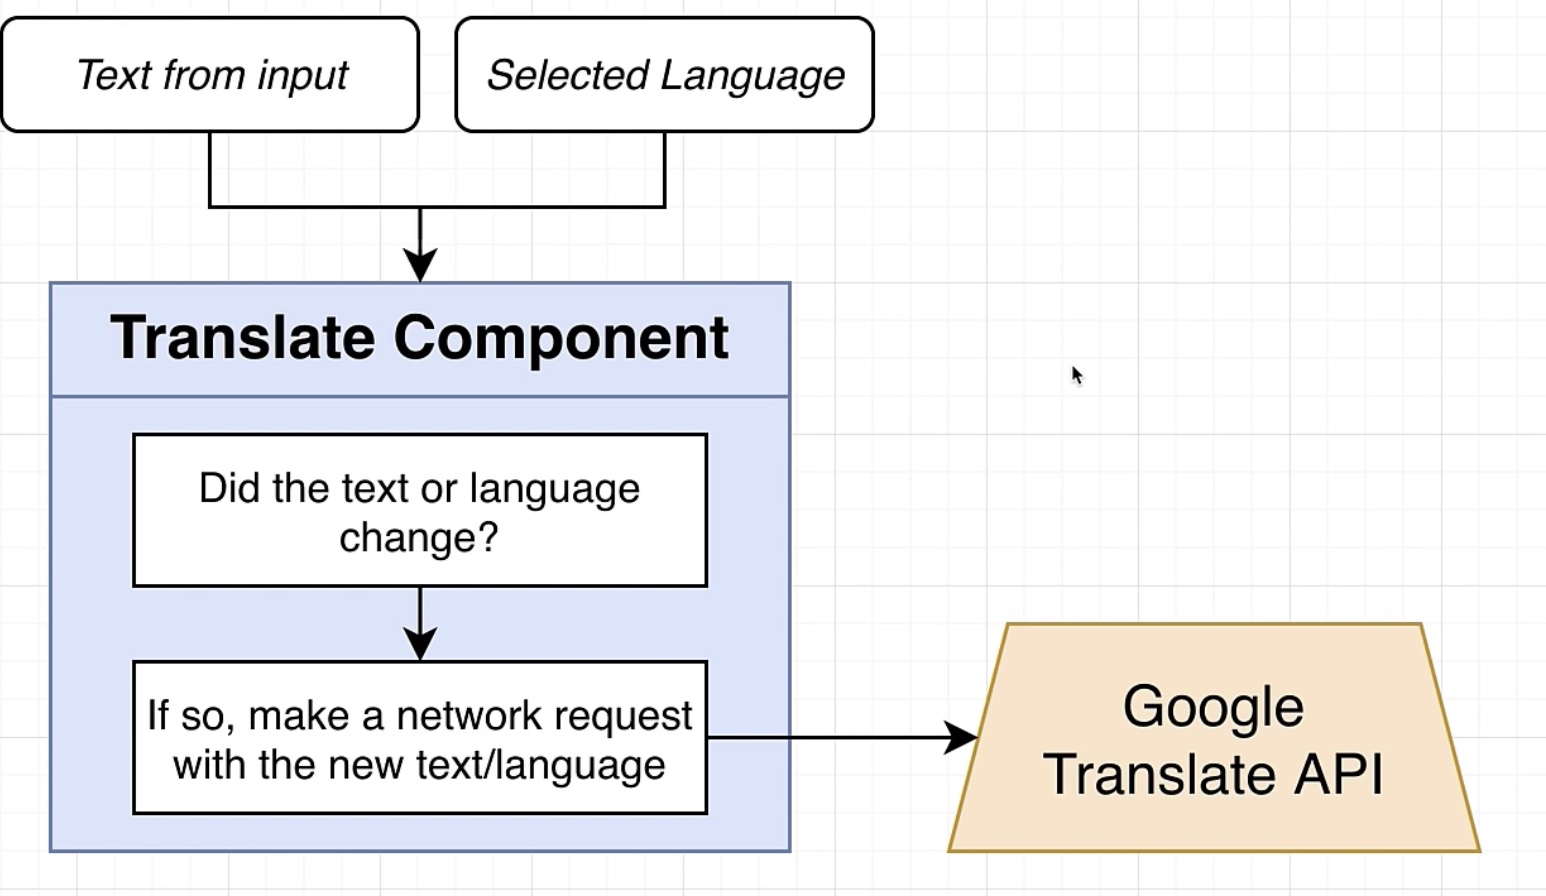 Text from input
Selected Language
Translate Component
Did the text or language
change?
If so, make a network request
with the new text/language
Google
Translate API